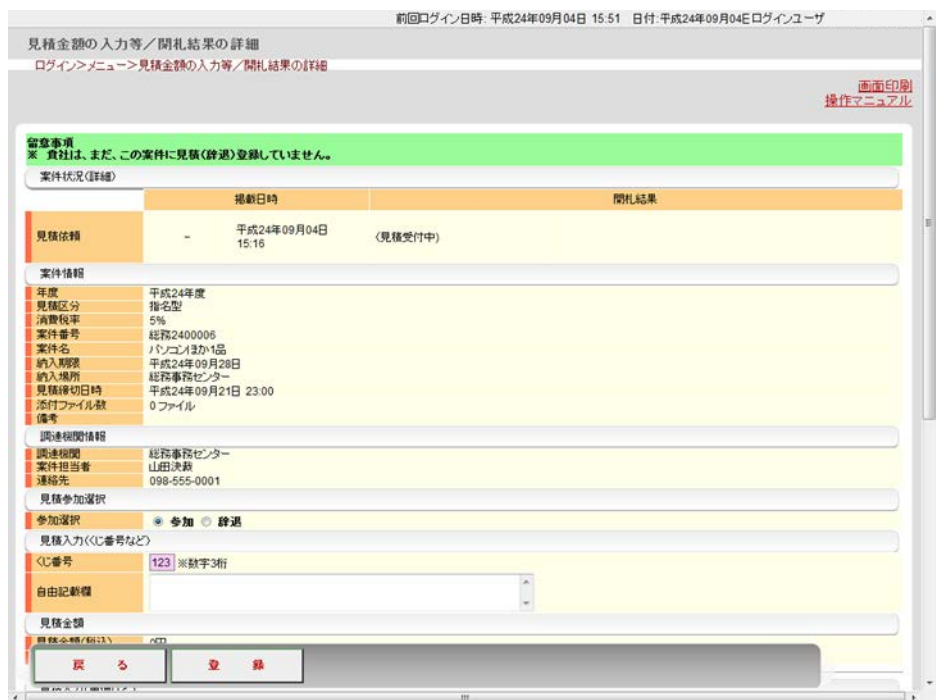 前回ログイン日時: 平成24年09月04日 15:51 日付:平成24年09月04日ログインユーザ
見積金額の入力等／開札結果の詳細
ログイン>メニュー>見積金額の入力等／開札結果の詳細
画面印刷
操作マニュアル
留意事項
※ 貴社は、まだ、この案件に見積(辞退)登録していません。
案件状況(詳細)
掲載日時 開札結果
見積依頼 － 平成24年09月04日 15:16 (見積受付中)
案件情報
年度 平成24年度
見積区分 指名型
消費税率 5%
案件番号 総務2400006
案件名 パソコンほか1品
納入期限 平成24年09月28日
納入場所 総務事務センター
見積締切日時 平成24年09月21日 23:00
添付ファイル数 0ファイル
備考
調達機関情報
調達機関 総務事務センター
案件担当者 山田決裁
連絡先 098-555-0001
見積参加選択
参加選択 参加 辞退
見積入力(くじ番号など)
くじ番号 123 ※数字3桁
自由記載欄
見積金額
見積金額(税込) 0円
戻 る 登 録